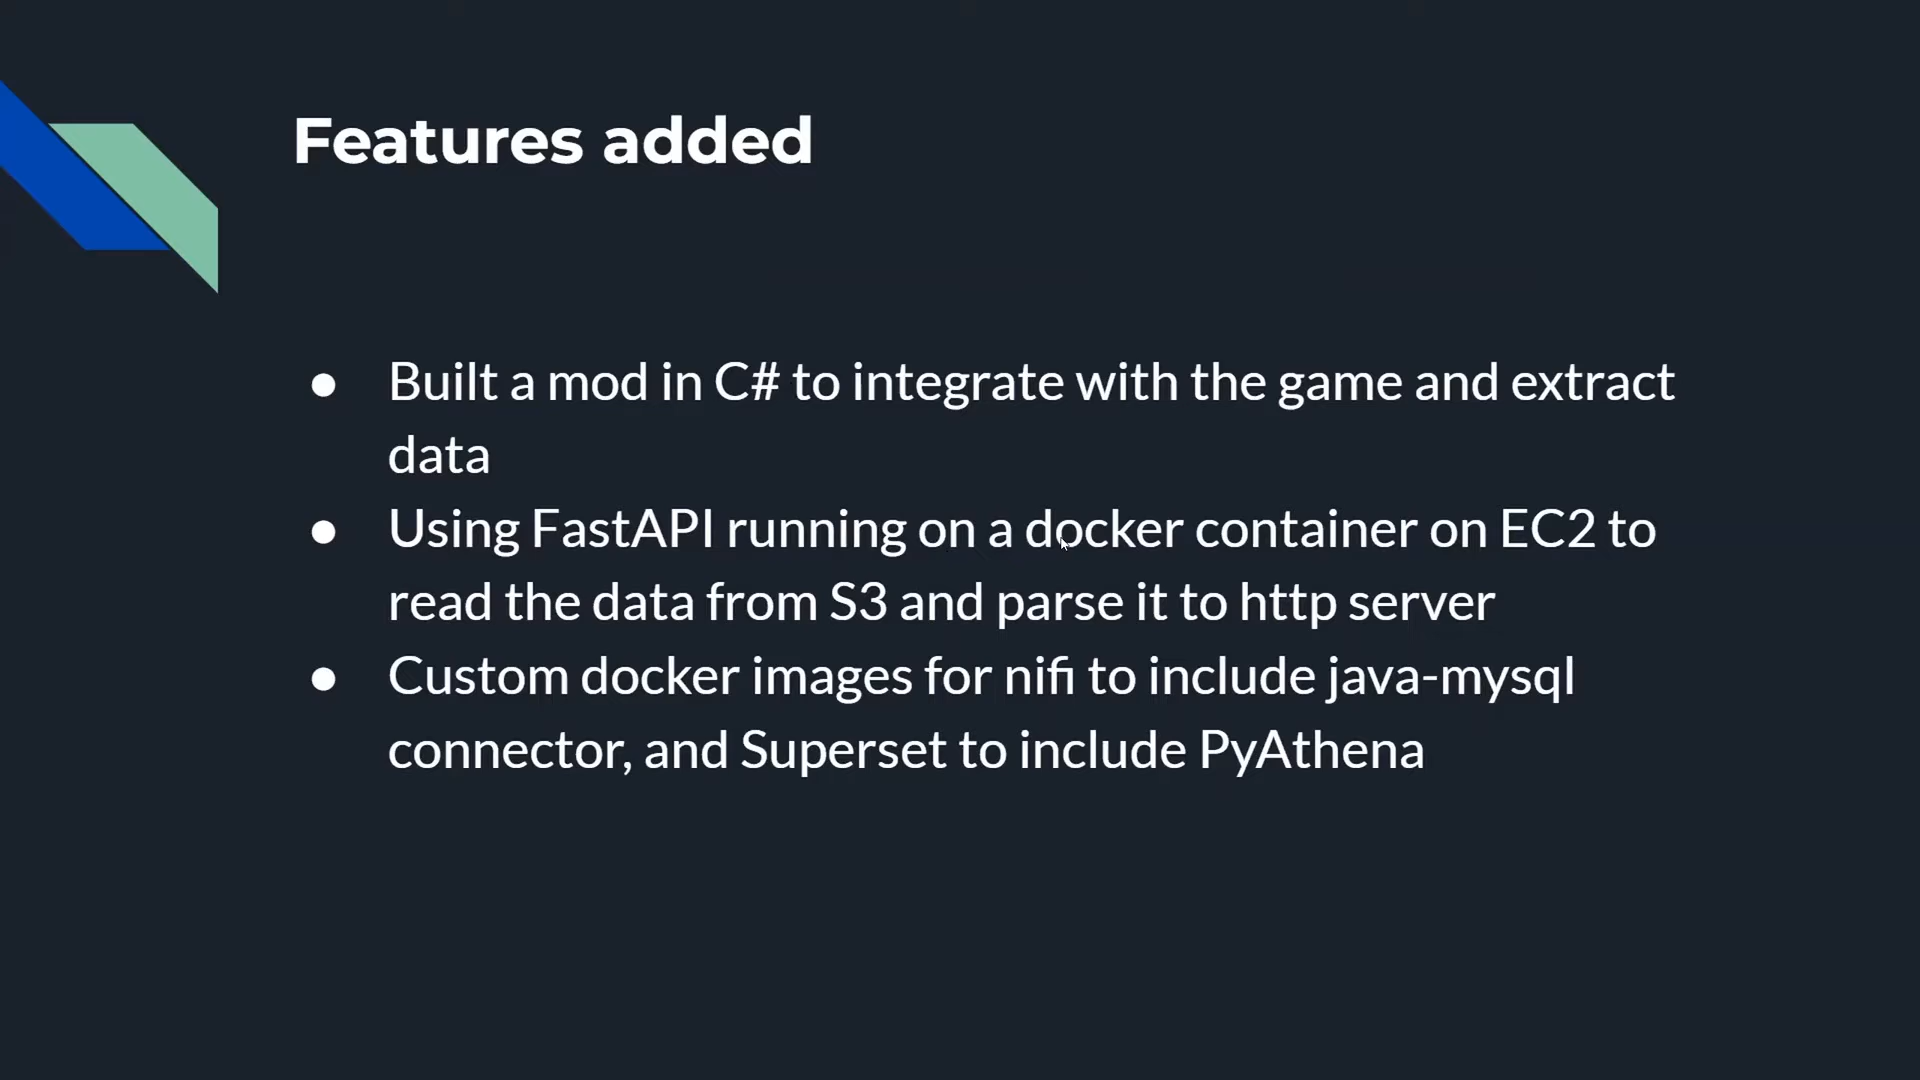 Features added
● Built a mod in C# to integrate with the game and extract
data
● Using FastAPI running on a docker container on EC2 to
read the data from S3 and parse it to http server
● Custom docker images for nifi to include java-mysql
connector, and Superset to include PyAthena